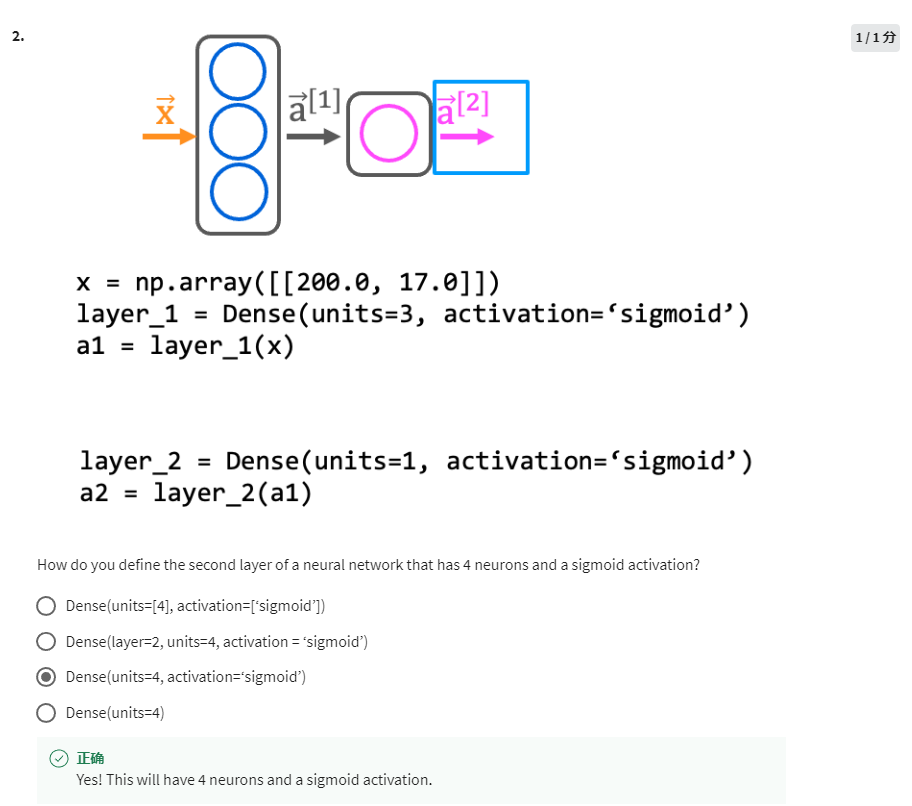 2.
1 / 1 分
x⃗
a⃗[1]
a⃗[2]
x = np.array([[200.0, 17.0]])
layer_1 = Dense(units=3, activation=‘sigmoid’)
a1 = layer_1(x)
layer_2 = Dense(units=1, activation=‘sigmoid’)
a2 = layer_2(a1)
How do you define the second layer of a neural network that has 4 neurons and a sigmoid activation?
Dense(units=[4], activation=[‘sigmoid’])
Dense(layer=2, units=4, activation = ‘sigmoid’)
Dense(units=4, activation=‘sigmoid’)
Dense(units=4)
正确
Yes! This will have 4 neurons and a sigmoid activation.